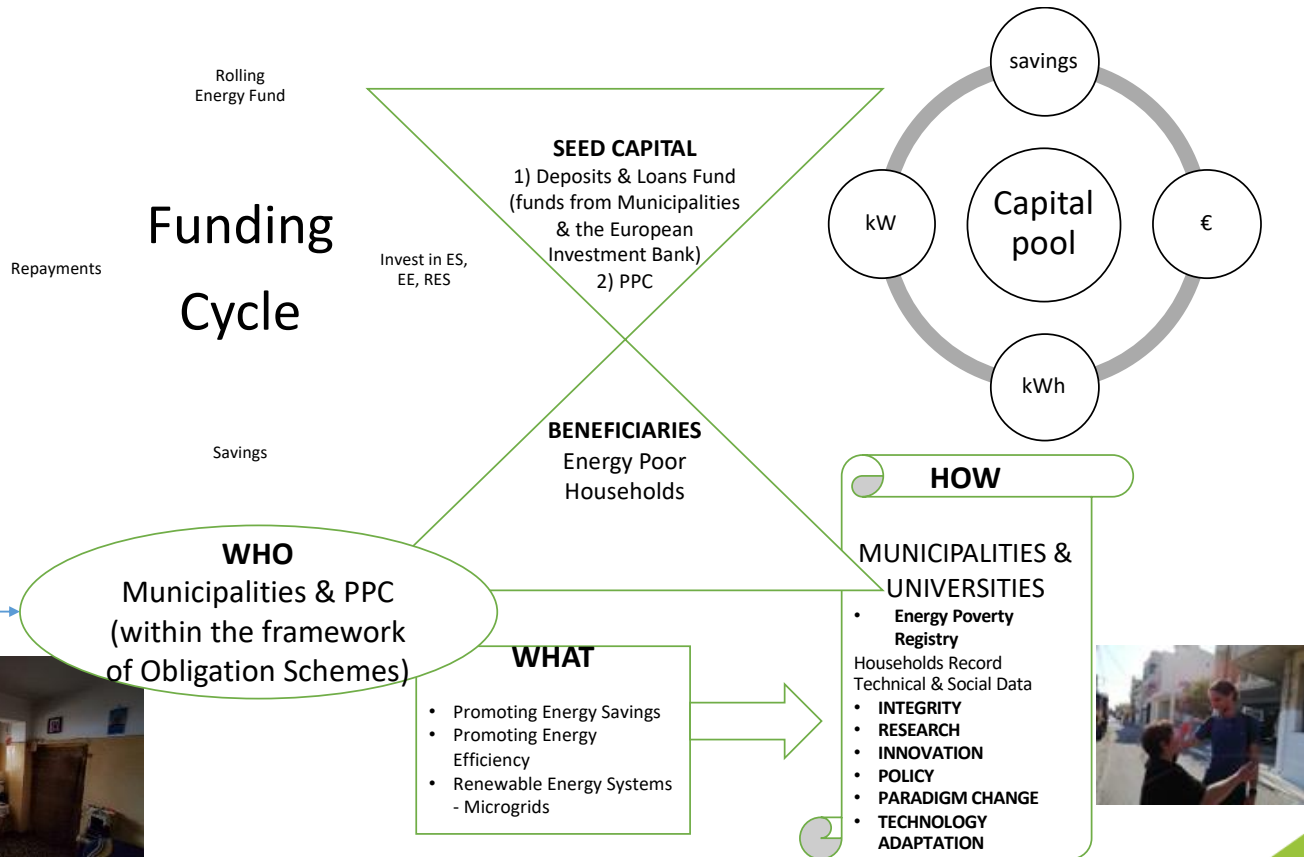 Rolling
Energy Fund
Funding
Cycle
Repayments
Invest in ES,
EE, RES
Savings
SEED CAPITAL
1) Deposits & Loans Fund
(funds from Municipalities
& the European
Investment Bank)
2) PPC
savings
kW
Capital
pool
€
kWh
BENEFICIARIES
Energy Poor
Households
WHO
Municipalities & PPC
(within the framework
of Obligation Schemes)
WHAT
• Promoting Energy Savings
• Promoting Energy
Efficiency
• Renewable Energy Systems
- Microgrids
HOW
MUNICIPALITIES &
UNIVERSITIES
• Energy Poverty
Registry
Households Record
Technical & Social Data
• INTEGRITY
• RESEARCH
• INNOVATION
• POLICY
• PARADIGM CHANGE
• TECHNOLOGY
ADAPTATION